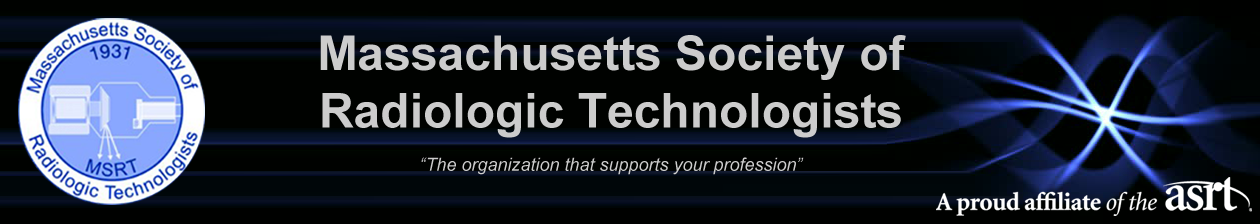 Massachusetts Society of
1931
MSRT
Radiologic Technologists
Massachusetts Society of
Radiologic Technologists
“The organization that supports your profession”
A proud affiliate of the asrt